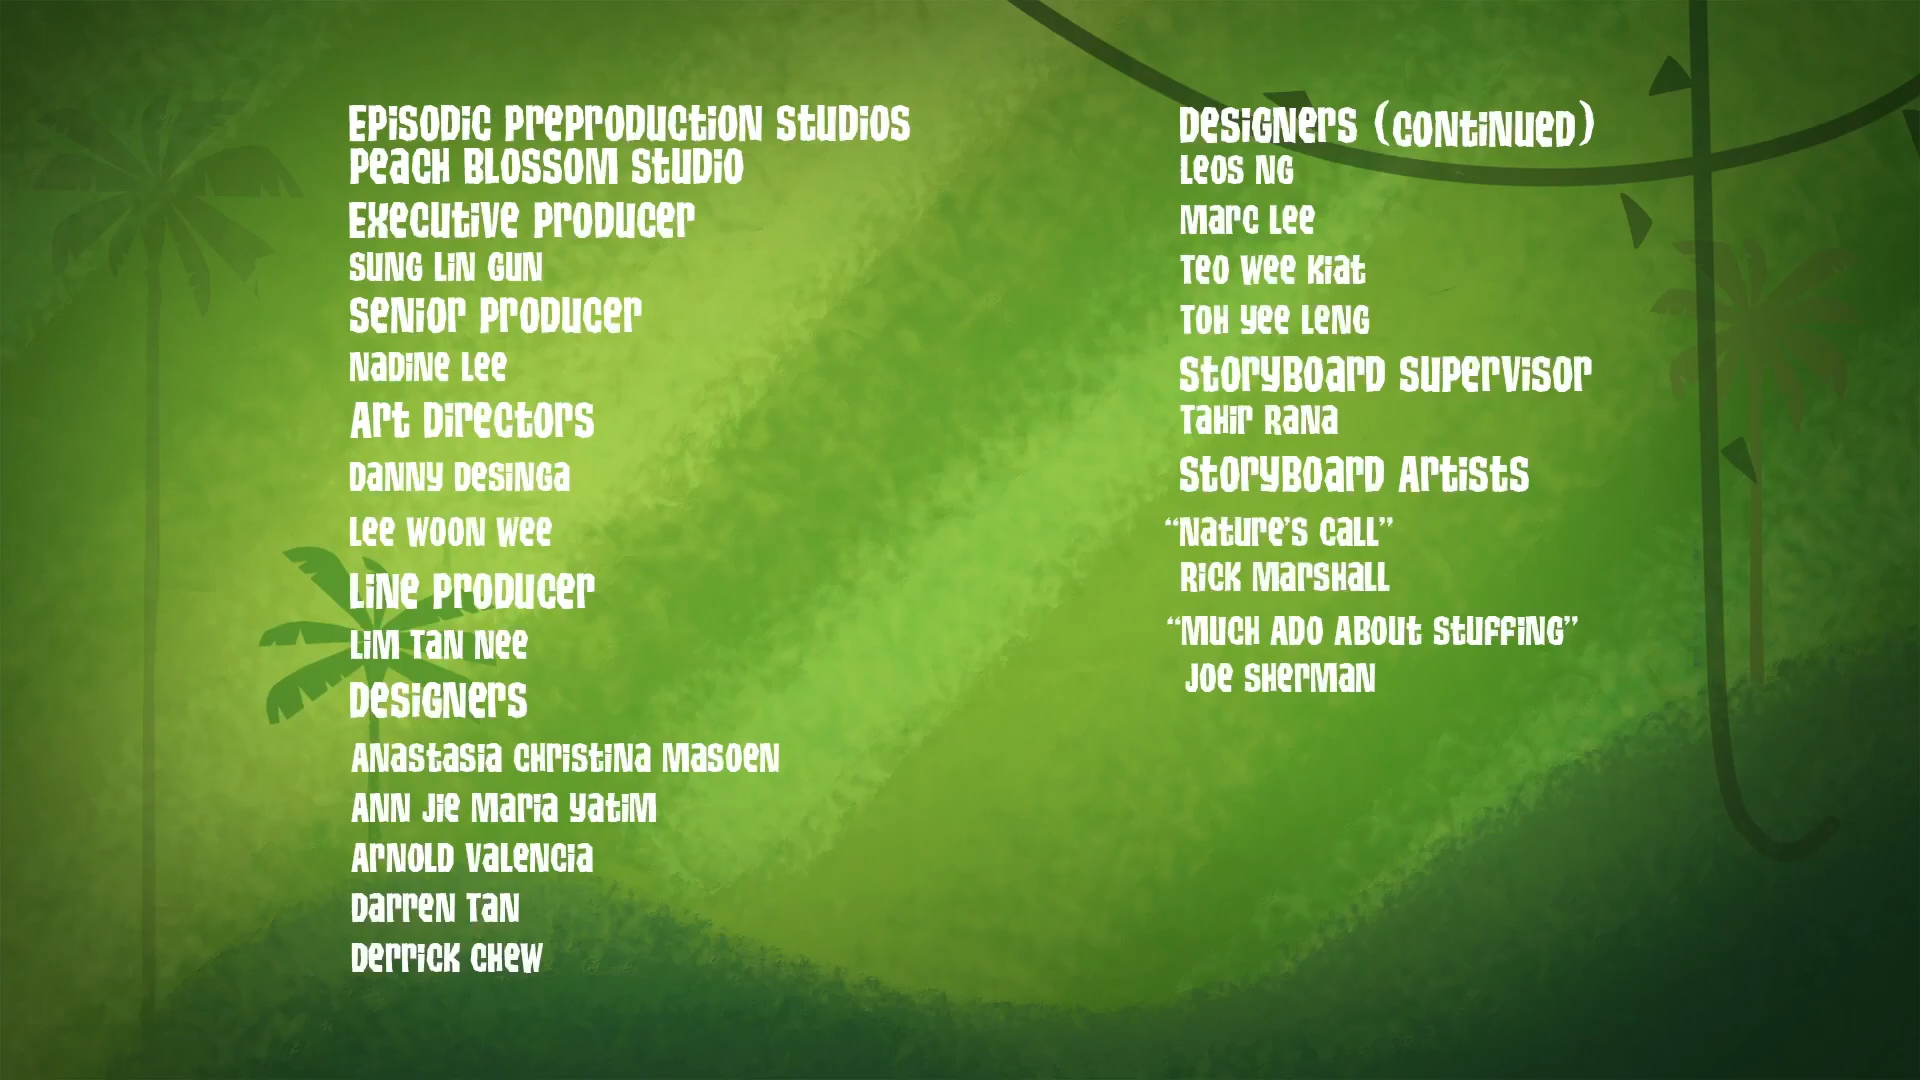 Episodic Preproduction Studios
Peach Blossom Studio
Executive Producer
Sung Lin Gun
Senior Producer
Nadine Lee
Art Directors
Danny Desinga
Lee Woon Wee
Line Producer
Lim Tan Nee
Designers
Anastasia Christina Masoen
Ann Jie Maria Yatim
Arnold Valencia
Darren Tan
Derrick Chew
Designers (continued)
Leos Ng
Marc Lee
Teo Wee Kiat
Toh Yee Leng
Storyboard Supervisor
Tahir Rana
Storyboard Artists
“Nature’s Call”
Rick Marshall
“Much Ado About Stuffing”
Joe Sherman